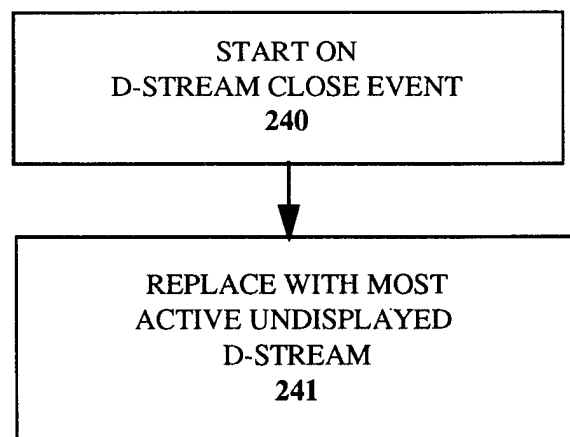 START ON
D-STREAM CLOSE EVENT
240
REPLACE WITH MOST
ACTIVE UNDISPLAYED
D-STREAM
241